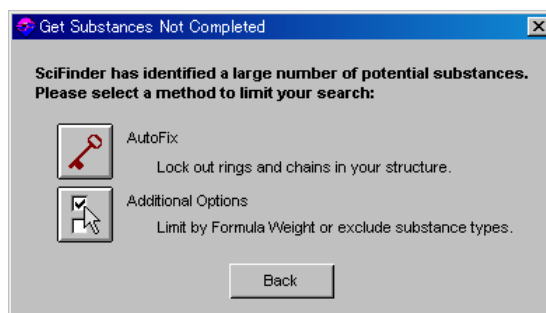 Get Substances Not Completed
SciFinder has identified a large number of potential substances.
Please select a method to limit your search:
AutoFix
Lock out rings and chains in your structure.
Additional Options
Limit by Formula Weight or exclude substance types.
Back